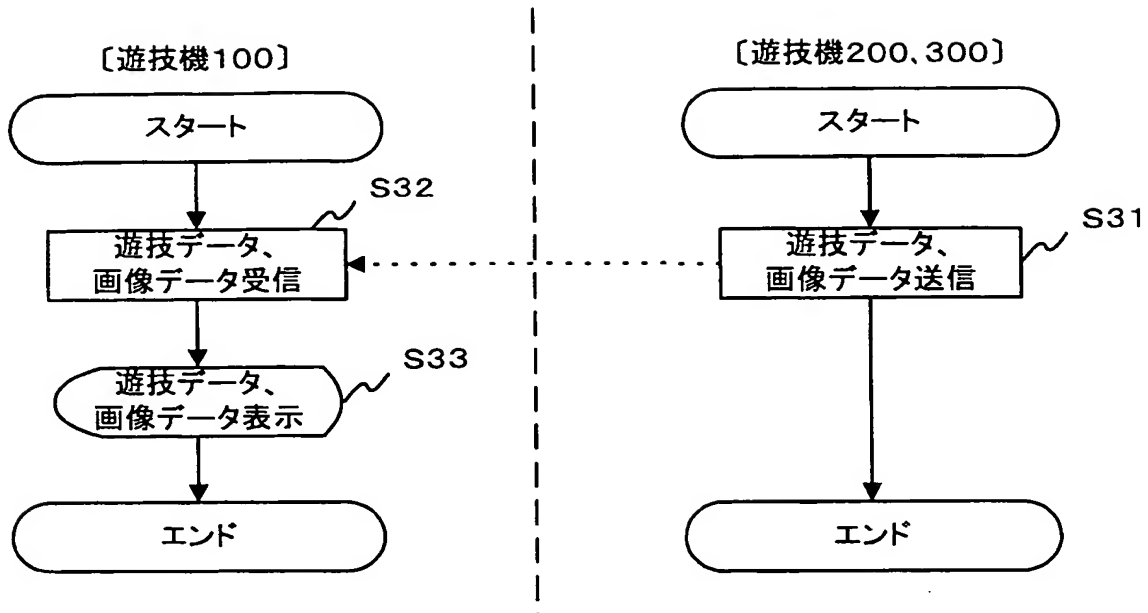 〔遊技機100〕
スタート
S32
遊技データ、
画像データ受信
S33
遊技データ、
画像データ表示
エンド
〔遊技機200、300〕
スタート
S31
遊技データ、
画像データ送信
エンド